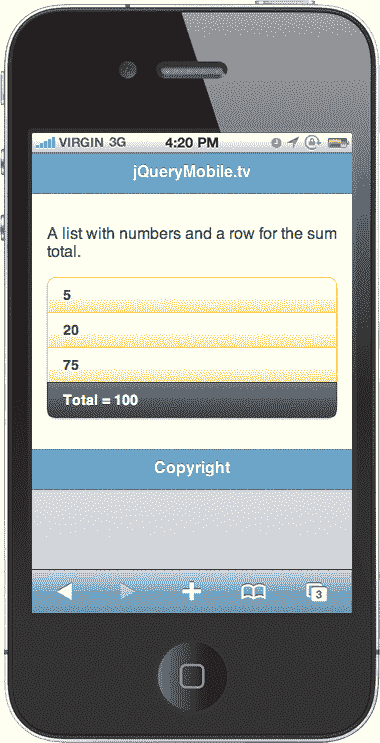 VIRGIN 3G 4:20 PM
jQueryMobile.tv
A list with numbers and a row for the sum
total.
5
20
75
Total = 100
Copyright
3